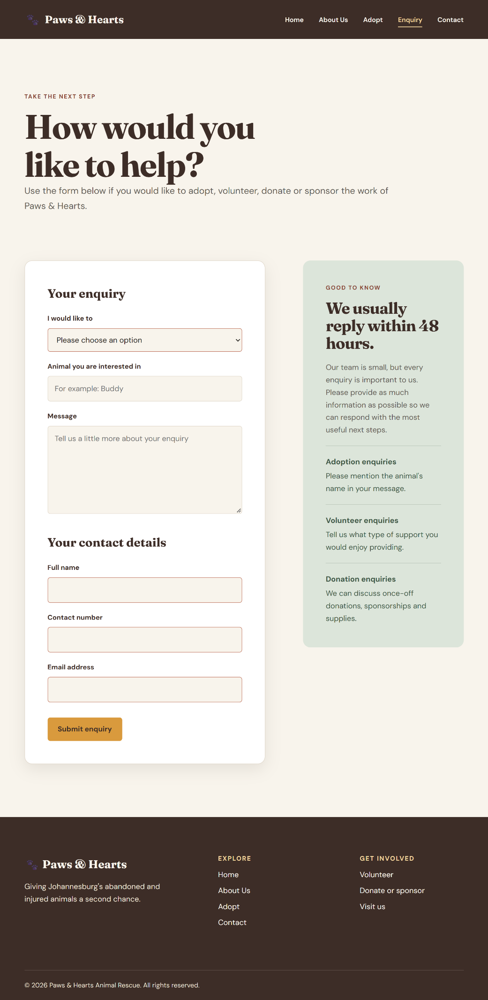 Paws & Hearts
Home About Us Adopt Enquiry Contact
TAKE THE NEXT STEP
How would you
like to help?
Use the form below if you would like to adopt, volunteer, donate or sponsor the work of
Paws & Hearts.
Your enquiry
I would like to
Please choose an option
Animal you are interested in
For example: Buddy
Message
Tell us a little more about your enquiry
Your contact details
Full name
Contact number
Email address
Submit enquiry
GOOD TO KNOW
We usually
reply within 48
hours.
Our team is small, but every
enquiry is important to us.
Please provide as much
information as possible so we
can respond with the most
useful next steps.
Adoption enquiries
Please mention the animal's
name in your message.
Volunteer enquiries
Tell us what type of support you
would enjoy providing.
Donation enquiries
We can discuss once-off
donations, sponsorships and
supplies.
Paws & Hearts
Giving Johannesburg's abandoned and
injured animals a second chance.
EXPLORE
Home
About Us
Adopt
Contact
GET INVOLVED
Volunteer
Donate or sponsor
Visit us
© 2026 Paws & Hearts Animal Rescue. All rights reserved.